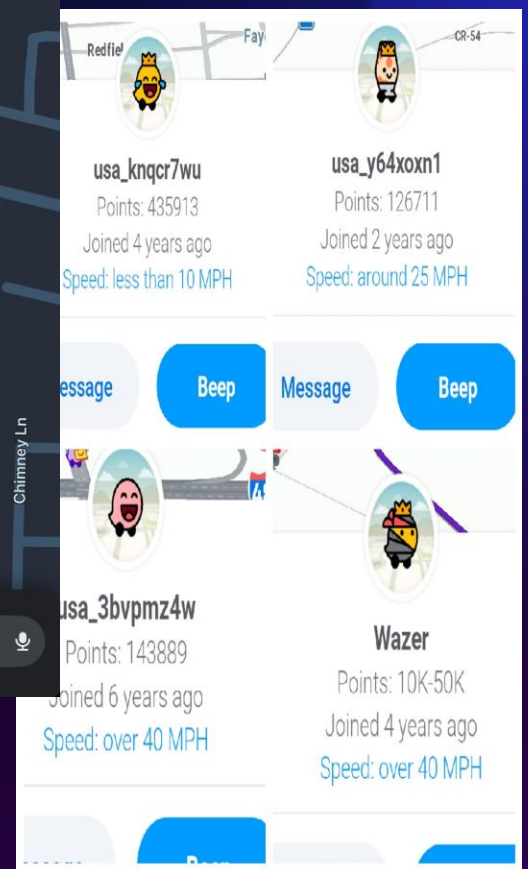 Redfiel
Fay
usa_knqcr7wu
Points: 435913
Joined 4 years ago
Speed: less than 10 MPH
essage
Beep
CR-54
usa_y64xoxn1
Points: 126711
Joined 2 years ago
Speed: around 25 MPH
Message
Beep
Chimney Ln
usa_3bvpmz4w
Points: 143889
Joined 6 years ago
Speed: over 40 MPH
Wazer
Points: 10K-50K
Joined 4 years ago
Speed: over 40 MPH